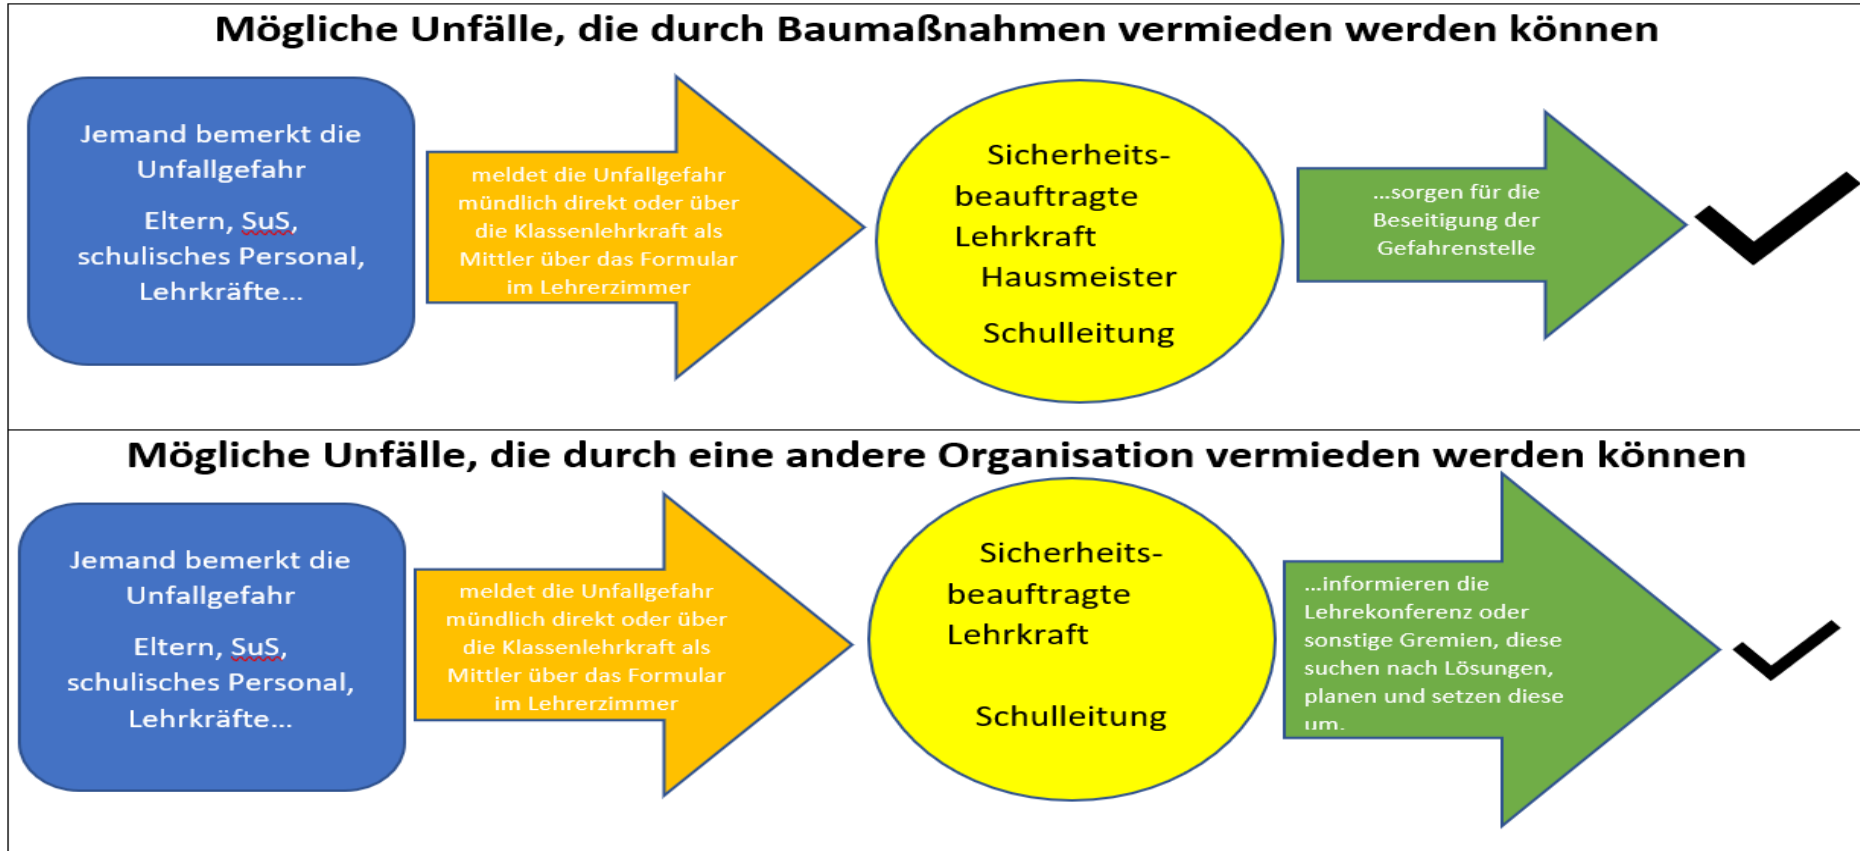 Mögliche Unfälle, die durch Baumaßnahmen vermieden werden können
Jemand bemerkt die
Unfallgefahr
Eltern, SuS,
schulisches Personal,
Lehrkräfte...
meldet die Unfallgefahr
mündlich direkt oder über
die Klassenlehrkraft als
Mittler über das Formular
im Lehrerzimmer
Sicherheits-
beauftragte
Lehrkraft
Hausmeister
Schulleitung
...sorgen für die
Beseitigung der
Gefahrenstelle
Mögliche Unfälle, die durch eine andere Organisation vermieden werden können
Jemand bemerkt die
Unfallgefahr
Eltern, SuS,
schulisches Personal,
Lehrkräfte...
meldet die Unfallgefahr
mündlich direkt oder über
die Klassenlehrkraft als
Mittler über das Formular
im Lehrerzimmer
Sicherheits-
beauftragte
Lehrkraft
Schulleitung
...informieren die
Lehrekonferenz oder
sonstige Gremien, diese
suchen nach Lösungen,
planen und setzen diese
um.